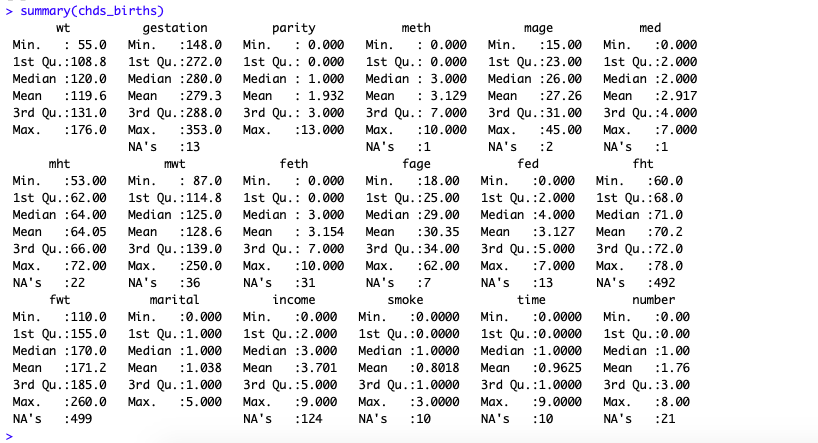 > summary(chds_births)
       wt          gestation         parity            meth             mage            med
 Min.   : 55.0   Min.   :148.0   Min.   : 0.000   Min.   : 0.000   Min.   :15.00   Min.   :0.000
 1st Qu.:108.8   1st Qu.:272.0   1st Qu.: 0.000   1st Qu.: 0.000   1st Qu.:23.00   1st Qu.:2.000
 Median :120.0   Median :280.0   Median : 1.000   Median : 3.000   Median :26.00   Median :2.000
 Mean   :119.6   Mean   :279.3   Mean   : 1.932   Mean   : 3.129   Mean   :27.26   Mean   :2.917
 3rd Qu.:131.0   3rd Qu.:288.0   3rd Qu.: 3.000   3rd Qu.: 7.000   3rd Qu.:31.00   3rd Qu.:4.000
 Max.   :176.0   Max.   :353.0   Max.   :13.000   Max.   :10.000   Max.   :45.00   Max.   :7.000
                 NA's   :13                       NA's   :1        NA's   :2       NA's   :1
      mht             mwt             feth             fage            fed             fht
 Min.   :53.00   Min.   : 87.0   Min.   : 0.000   Min.   :18.00   Min.   :0.000   Min.   :60.0
 1st Qu.:62.00   1st Qu.:114.8   1st Qu.: 0.000   1st Qu.:25.00   1st Qu.:2.000   1st Qu.:68.0
 Median :64.00   Median :125.0   Median : 3.000   Median :29.00   Median :4.000   Median :71.0
 Mean   :64.05   Mean   :128.6   Mean   : 3.154   Mean   :30.35   Mean   :3.127   Mean   :70.2
 3rd Qu.:66.00   3rd Qu.:139.0   3rd Qu.: 7.000   3rd Qu.:34.00   3rd Qu.:5.000   3rd Qu.:72.0
 Max.   :72.00   Max.   :250.0   Max.   :10.000   Max.   :62.00   Max.   :7.000   Max.   :78.0
 NA's   :22      NA's   :36      NA's   :31       NA's   :7       NA's   :13      NA's   :492
      fwt           marital          income          smoke             time            number
 Min.   :110.0   Min.   :0.000   Min.   :0.000   Min.   :0.0000   Min.   :0.0000   Min.   :0.00
 1st Qu.:155.0   1st Qu.:1.000   1st Qu.:2.000   1st Qu.:0.0000   1st Qu.:0.0000   1st Qu.:0.00
 Median :170.0   Median :1.000   Median :3.000   Median :1.0000   Median :1.0000   Median :1.00
 Mean   :171.2   Mean   :1.038   Mean   :3.701   Mean   :0.8018   Mean   :0.9625   Mean   :1.76
 3rd Qu.:185.0   3rd Qu.:1.000   3rd Qu.:5.000   3rd Qu.:1.0000   3rd Qu.:1.0000   3rd Qu.:3.00
 Max.   :260.0   Max.   :5.000   Max.   :9.000   Max.   :3.0000   Max.   :9.0000   Max.   :8.00
 NA's   :499                     NA's   :124     NA's   :10       NA's   :10       NA's   :21
>